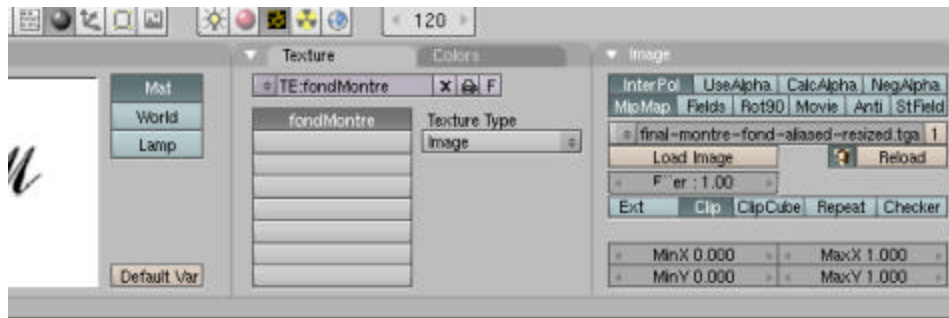 120
Texture Colors
Image
Mat
World
Lamp
Default Var
TE:fondMontre X F
fondMontre
Texture Type
Image
InterPol UseAlpha CalcAlpha NegAlpha
MipMap Fields Rot90 Movie Anti StField
final-montre-fond-aliased-resized.tga 1
Load Image Reload
1.00
Ext Clip ClipCube Repeat Checker
MinX 0.000 MaxX 1.000
MinY 0.000 MaxY 1.000